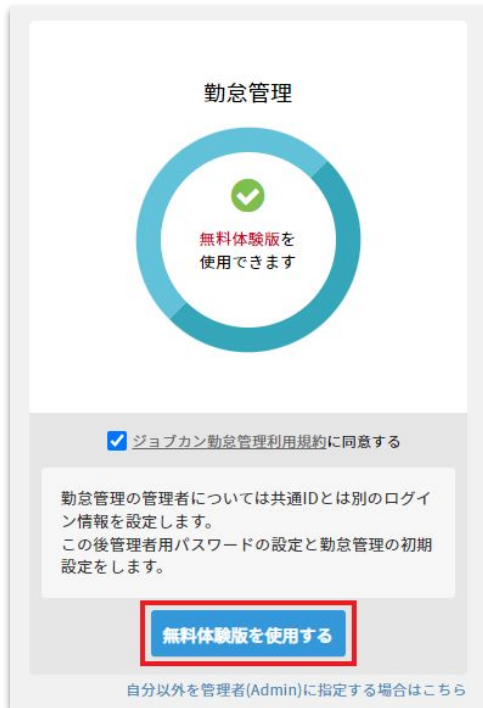 勤怠管理
無料体験版を
使用できます
ジョブカン勤怠管理利用規約に同意する
勤怠管理の管理者については共通IDとは別のログイ
ン情報を設定します。
この後管理者用パスワードの設定と勤怠管理の初期
設定をします。
無料体験版を使用する
自分以外を管理者(Admin)に指定する場合はこちら